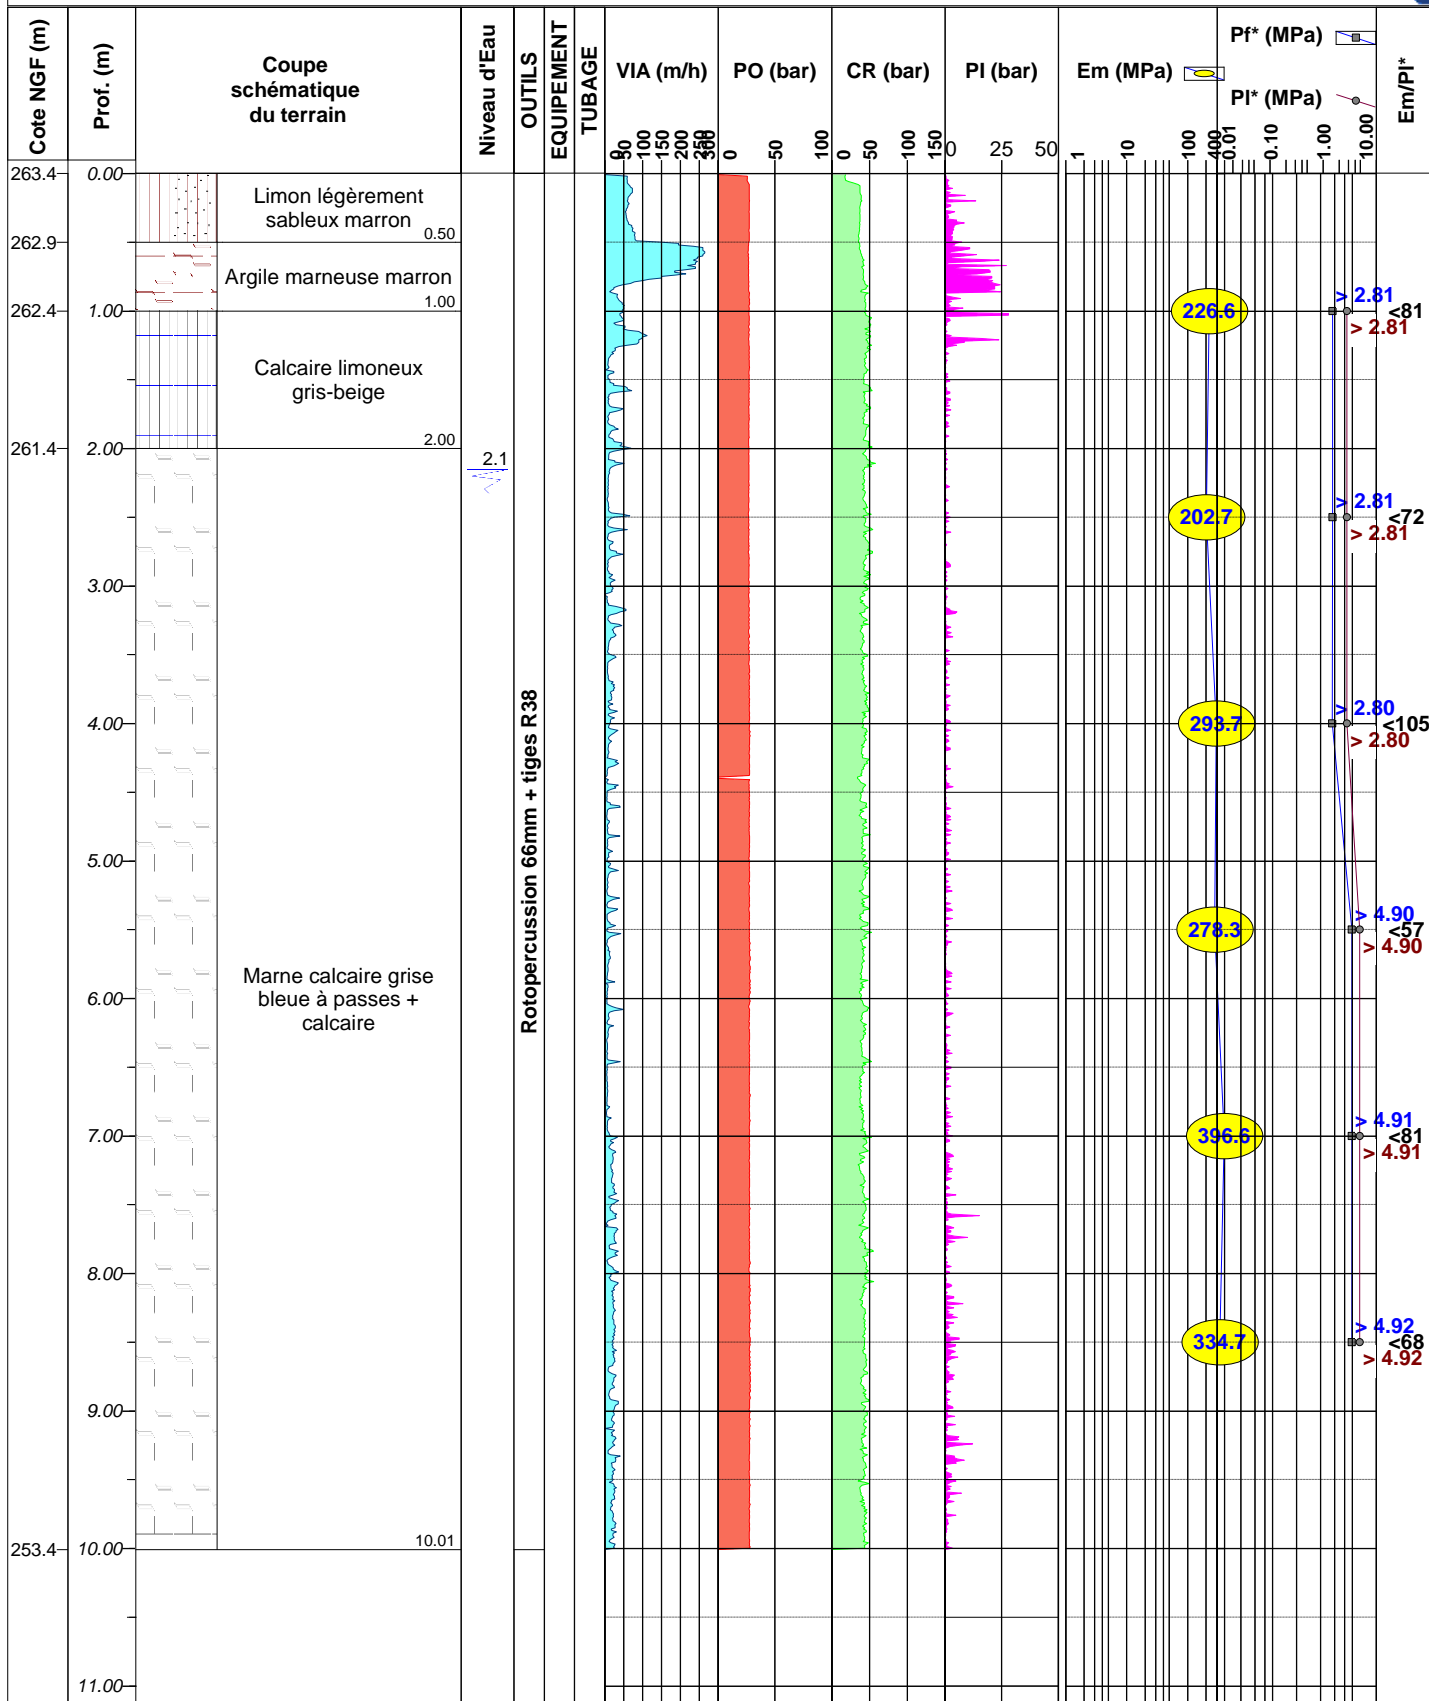 Cote NGF (m)
Prof. (m)
Coupe
schématique
du terrain
Niveau d'Eau
OUTILS
EQUIPEMENT
TUBAGE
VIA (m/h)
PO (bar)
CR (bar)
PI (bar)
Em (MPa)
Pf* (MPa)
Pl* (MPa)
Em/Pl*
0 50 100 150 200 250 300
0 50 100
0 50 100 150
0 25 50
1 10 100 400
0.01 0.10 1.00 10.00
263.4
0.00
Limon légèrement
sableux marron
0.50
262.9
Argile marneuse marron
1.00
262.4
1.00
226.6
> 2.81
> 2.81
<81
Calcaire limoneux
gris-beige
2.00
261.4
2.00
2.1
202.7
> 2.81
> 2.81
<72
3.00
Rotopercussion 66mm + tiges R38
4.00
293.7
> 2.80
> 2.80
<105
5.00
278.3
> 4.90
> 4.90
<57
Marne calcaire grise
bleue à passes +
calcaire
6.00
7.00
396.6
> 4.91
> 4.91
<81
8.00
334.7
> 4.92
> 4.92
<68
9.00
10.01
253.4
10.00
11.00